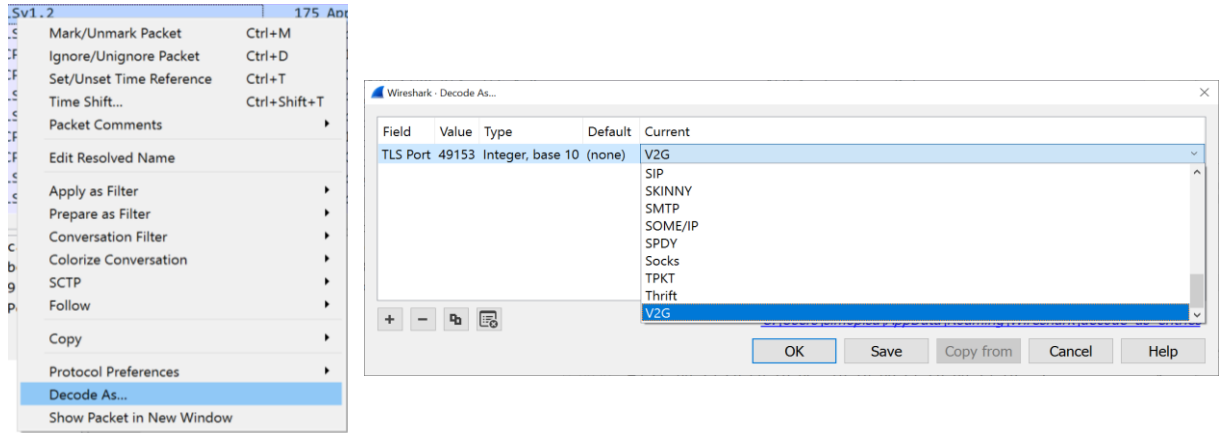 Sv1.2 175 App
Mark/Unmark Packet Ctrl+M
Ignore/Unignore Packet Ctrl+D
Set/Unset Time Reference Ctrl+T
Time Shift... Ctrl+Shift+T
Packet Comments
Edit Resolved Name
Apply as Filter
Prepare as Filter
Conversation Filter
Colorize Conversation
SCTP
Follow
Copy
Protocol Preferences
Decode As...
Show Packet in New Window
Wireshark · Decode As...
Field Value Type Default Current
TLS Port 49153 Integer, base 10 (none) V2G
SIP
SKINNY
SMTP
SOME/IP
SPDY
Socks
TPKT
Thrift
V2G
OK Save Copy from Cancel Help